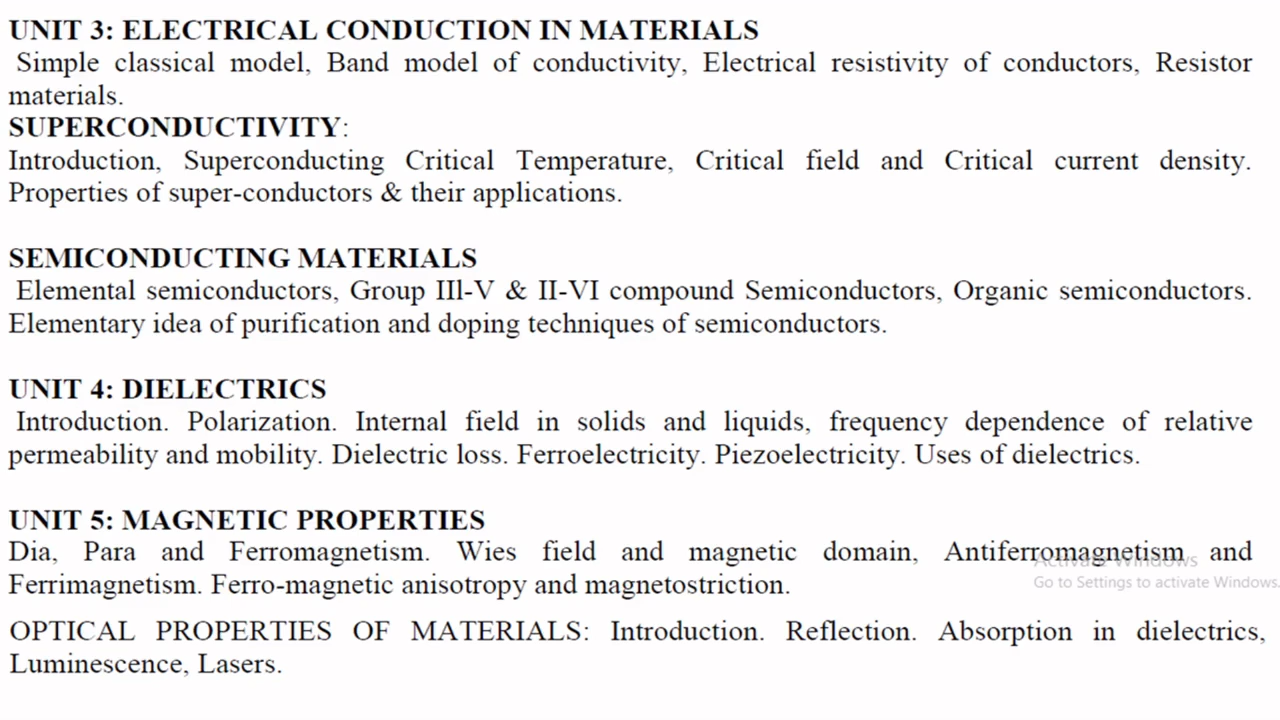 UNIT 3: ELECTRICAL CONDUCTION IN MATERIALS
Simple classical model, Band model of conductivity, Electrical resistivity of conductors, Resistor
materials.
SUPERCONDUCTIVITY:
Introduction, Superconducting Critical Temperature, Critical field and Critical current density.
Properties of super-conductors & their applications.
SEMICONDUCTING MATERIALS
Elemental semiconductors, Group IIl-V & II-VI compound Semiconductors, Organic semiconductors.
Elementary idea of purification and doping techniques of semiconductors.
UNIT 4: DIELECTRICS
Introduction. Polarization. Internal field in solids and liquids, frequency dependence of relative
permeability and mobility. Dielectric loss. Ferroelectricity. Piezoelectricity. Uses of dielectrics.
UNIT 5: MAGNETIC PROPERTIES
Dia, Para and Ferromagnetism. Wies field and magnetic domain, Antiferromagnetism and
Ferrimagnetism. Ferro-magnetic anisotropy and magnetostriction.
Activate Windows
Go to Settings to activate Windows.
OPTICAL PROPERTIES OF MATERIALS: Introduction. Reflection. Absorption in dielectrics,
Luminescence, Lasers.